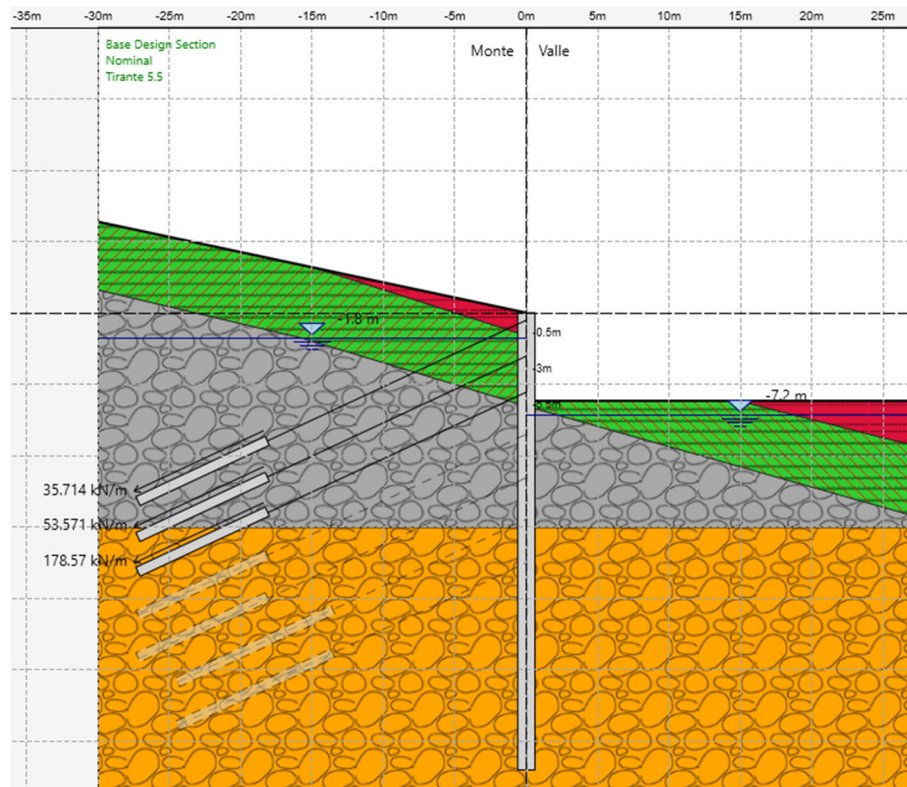 -35m -30m -25m -20m -15m -10m -5m 0m 5m 10m 15m 20m 25m
Base Design Section
Nominal
Tirante 5.5
Monte Valle
-1.8 m
-0.5m
-3m
-7.2 m
35.714 kN/m
53.571 kN/m
178.57 kN/m